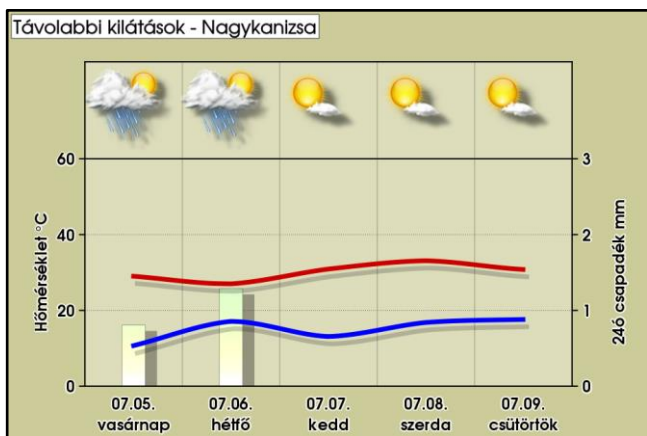 Távolabbi kilátások - Nagykanizsa
60
40
20
0
Hőmérséklet °C
3
2
1
0
24ó csapadék mm
07.05. 07.06. 07.07. 07.08. 07.09.
vasárnap hétfő kedd szerda csütörtök